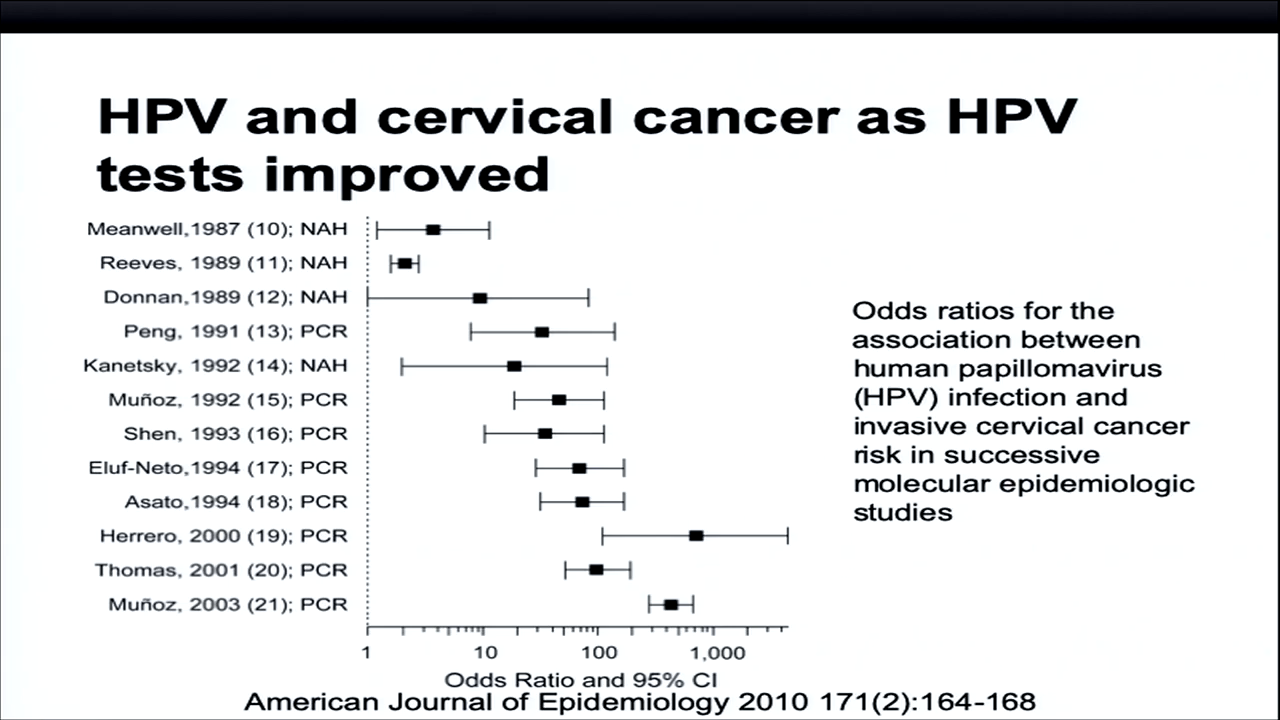 HPV and cervical cancer as HPV
tests improved
Meanwell,1987 (10); NAH
Reeves, 1989 (11); NAH
Donnan,1989 (12); NAH
Peng, 1991 (13); PCR
Kanetsky, 1992 (14); NAH
Muñoz, 1992 (15); PCR
Shen, 1993 (16); PCR
Eluf-Neto,1994 (17); PCR
Asato,1994 (18); PCR
Herrero, 2000 (19); PCR
Thomas, 2001 (20); PCR
Muñoz, 2003 (21); PCR
1 10 100 1,000
Odds Ratio and 95% CI
Odds ratios for the
association between
human papillomavirus
(HPV) infection and
invasive cervical cancer
risk in successive
molecular epidemiologic
studies
American Journal of Epidemiology 2010 171(2):164-168